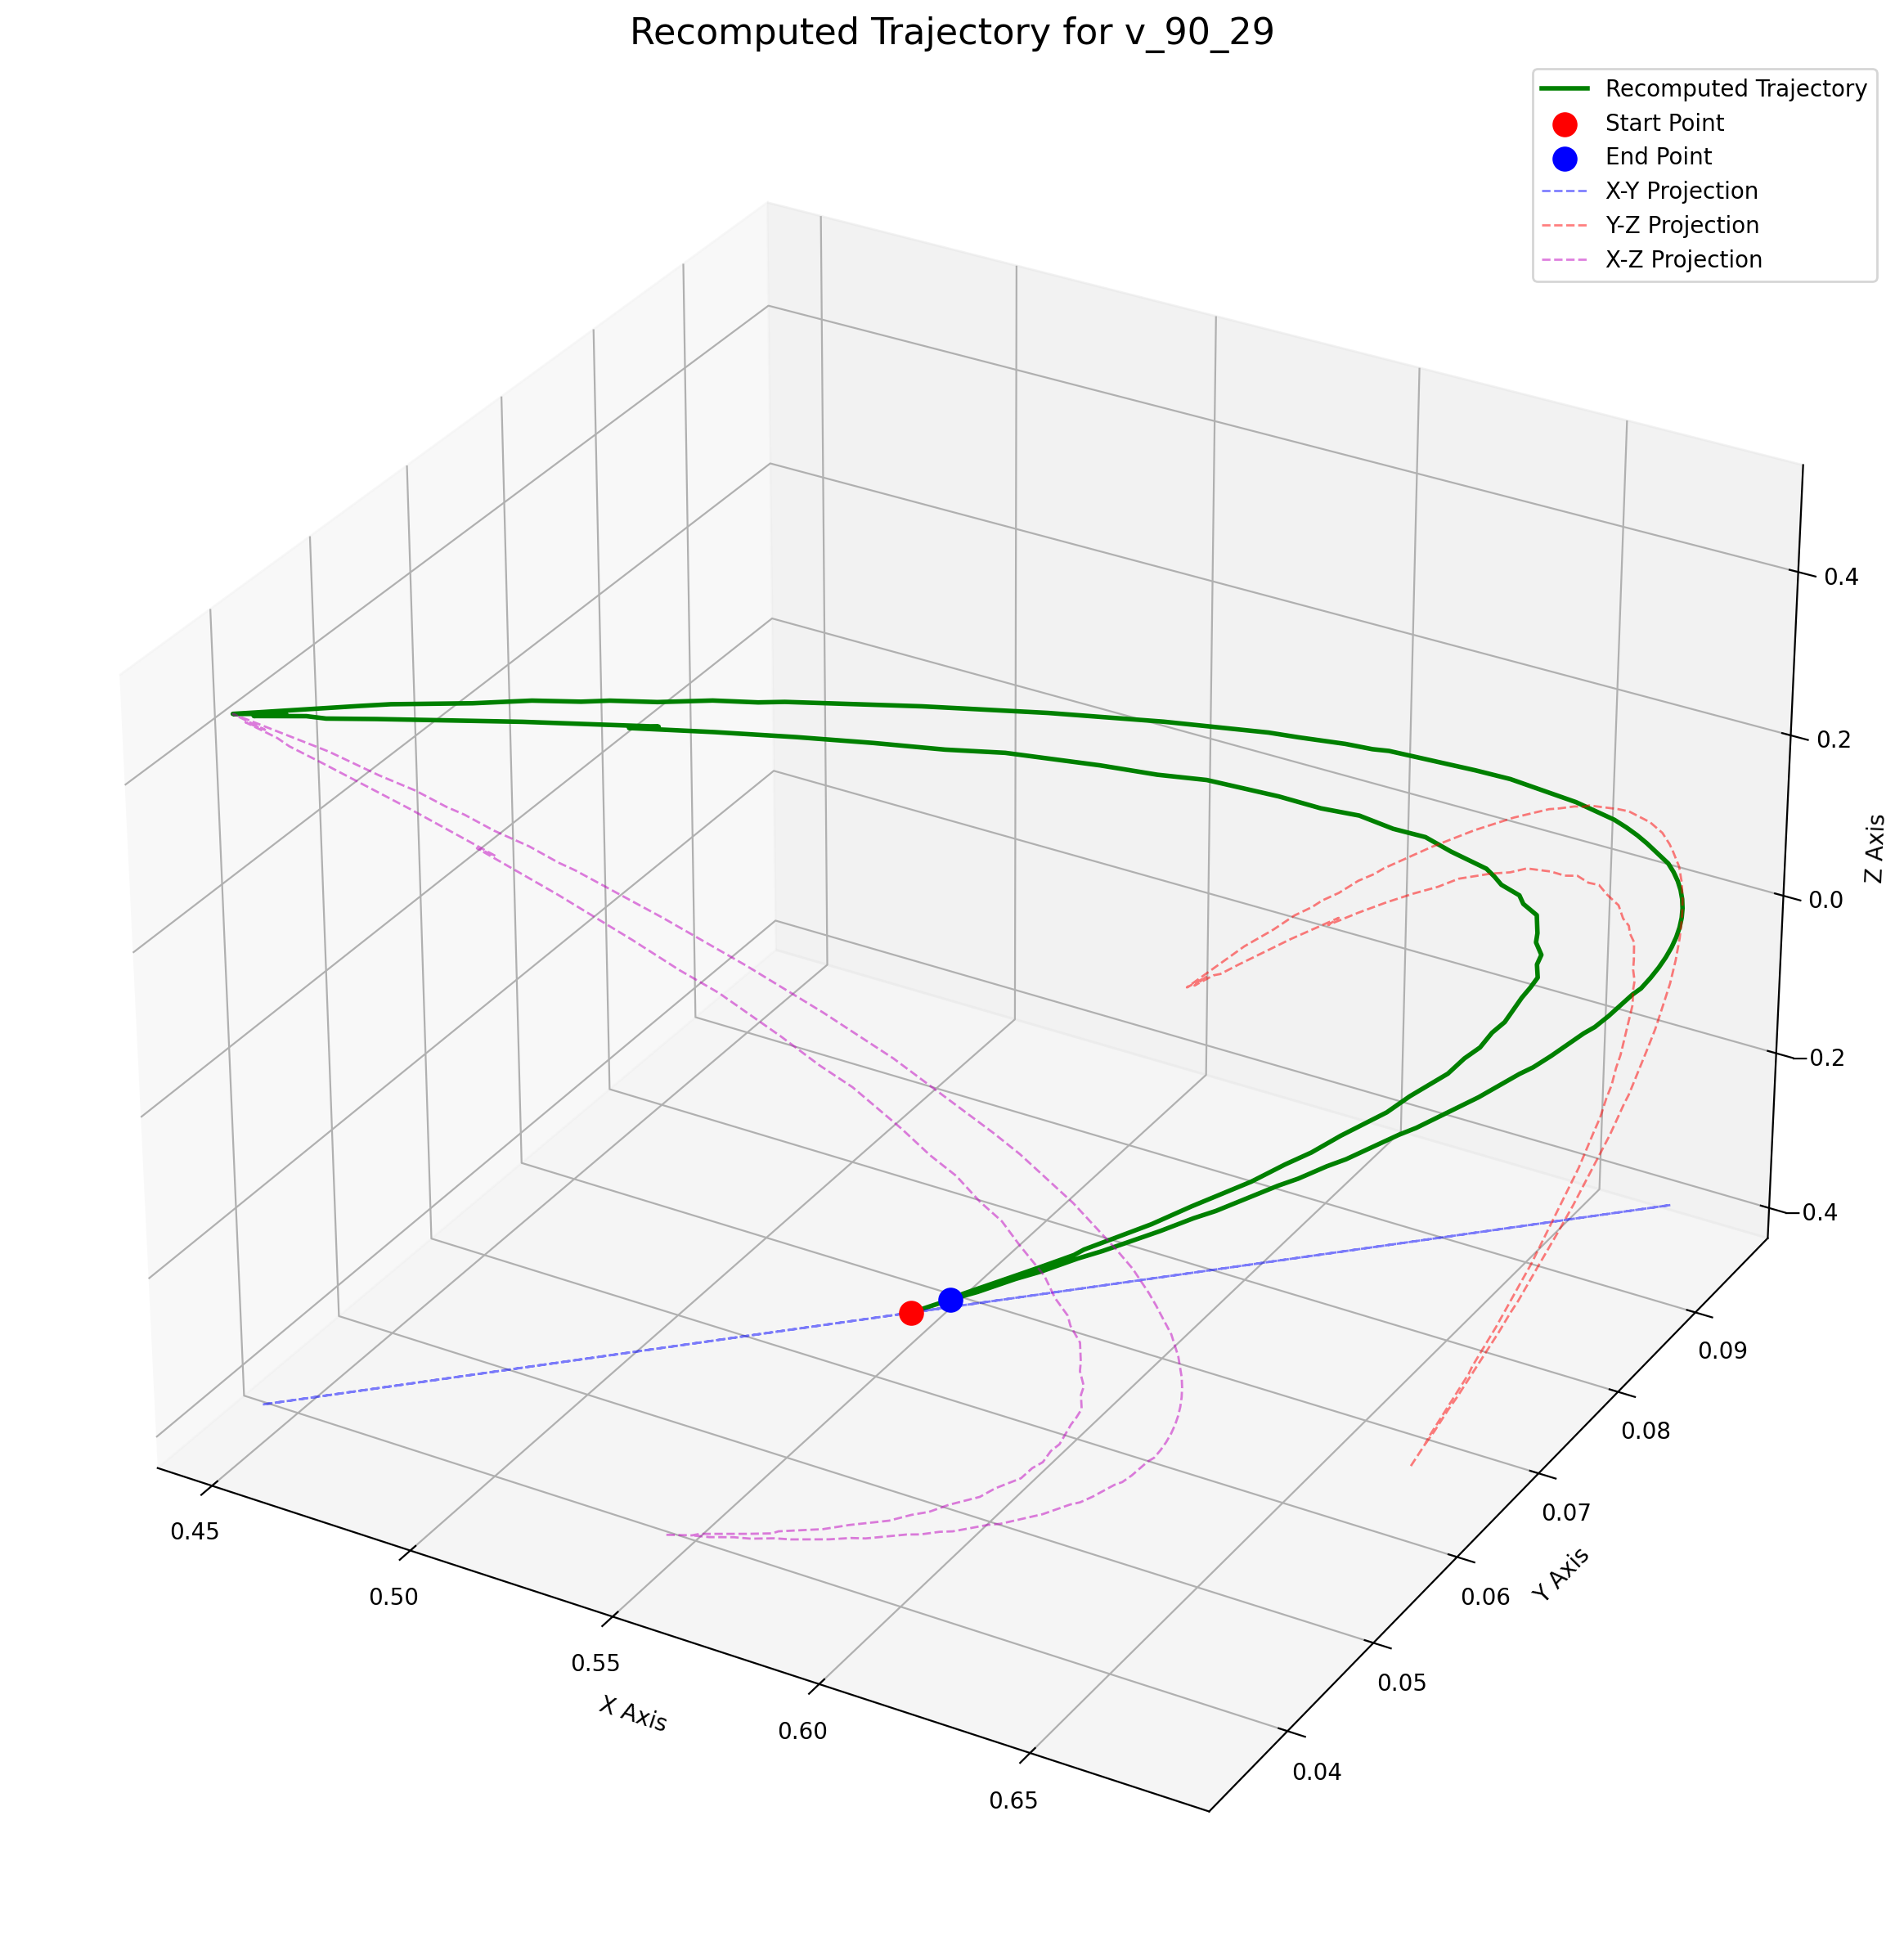 Recomputed Trajectory for v_90_29
Recomputed Trajectory
Start Point
End Point
X-Y Projection
Y-Z Projection
X-Z Projection
0.4
0.2
0.0
−0.2
−0.4
Z Axis
0.09
0.08
0.07
0.06
0.05
0.04
Y Axis
0.45
0.50
0.55
0.60
0.65
X Axis